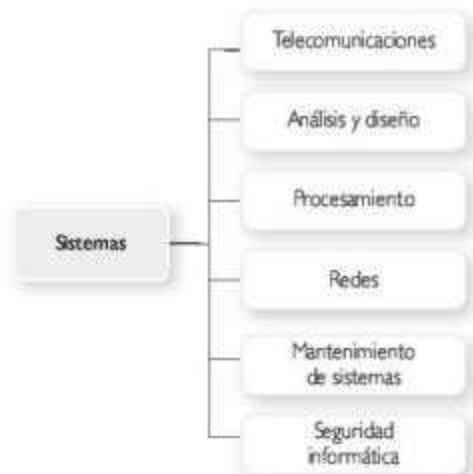 Telecomunicaciones
Análisis y diseño
Procesamiento
Sistemas
Redes
Mantenimiento
de sistemas
Seguridad
informática